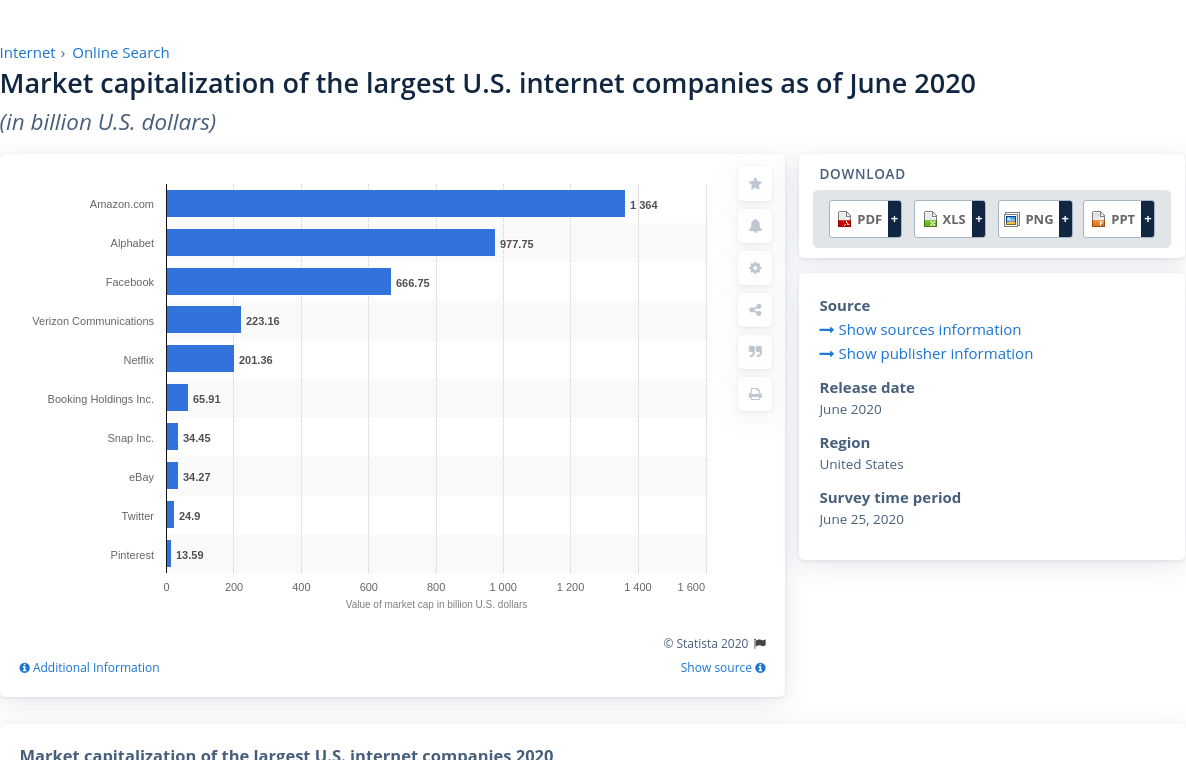 Internet › Online Search
Market capitalization of the largest U.S. internet companies as of June 2020
(in billion U.S. dollars)
Amazon.com 1 364
Alphabet 977.75
Facebook 666.75
Verizon Communications 223.16
Netflix 201.36
Booking Holdings Inc. 65.91
Snap Inc. 34.45
eBay 34.27
Twitter 24.9
Pinterest 13.59
0 200 400 600 800 1 000 1 200 1 400 1 600
Value of market cap in billion U.S. dollars
© Statista 2020
Additional Information
Show source
DOWNLOAD
PDF + XLS + PNG + PPT +
Source
Show sources information
Show publisher information
Release date
June 2020
Region
United States
Survey time period
June 25, 2020
Market capitalization of the largest U.S. internet companies 2020